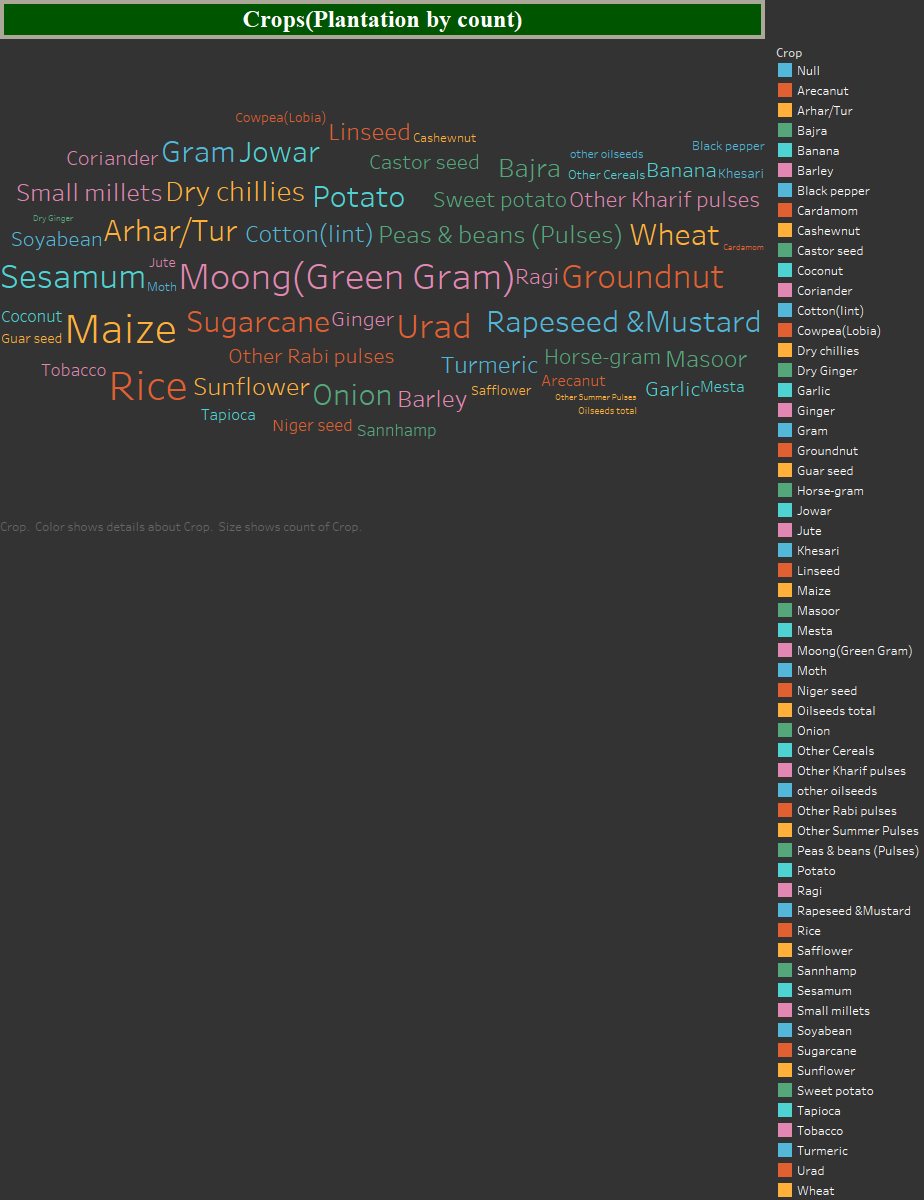 Crops(Plantation by count)
Cowpea(Lobia)
Linseed Cashewnut
Coriander Gram Jowar Castor seed Bajra other oilseeds Black pepper
Other Cereals Banana Khesari
Small millets Dry chillies Potato Sweet potato Other Kharif pulses
Dry Ginger
Soyabean Arhar/Tur Cotton(lint) Peas & beans (Pulses) Wheat Cardamom
Sesamum Jute Moong(Green Gram) Ragi Groundnut
Moth
Coconut Maize Sugarcane Ginger Urad Rapeseed &Mustard
Guar seed
Other Rabi pulses Turmeric Horse-gram Masoor
Tobacco Rice Sunflower Onion Barley Safflower Arecanut Garlic Mesta
Other Summer Pulses
Tapioca Oilseeds total
Niger seed Sannhamp
Crop. Color shows details about Crop. Size shows count of Crop.
Crop
Null
Arecanut
Arhar/Tur
Bajra
Banana
Barley
Black pepper
Cardamom
Cashewnut
Castor seed
Coconut
Coriander
Cotton(lint)
Cowpea(Lobia)
Dry chillies
Dry Ginger
Garlic
Ginger
Gram
Groundnut
Guar seed
Horse-gram
Jowar
Jute
Khesari
Linseed
Maize
Masoor
Mesta
Moong(Green Gram)
Moth
Niger seed
Oilseeds total
Onion
Other Cereals
Other Kharif pulses
other oilseeds
Other Rabi pulses
Other Summer Pulses
Peas & beans (Pulses)
Potato
Ragi
Rapeseed &Mustard
Rice
Safflower
Sannhamp
Sesamum
Small millets
Soyabean
Sugarcane
Sunflower
Sweet potato
Tapioca
Tobacco
Turmeric
Urad
Wheat